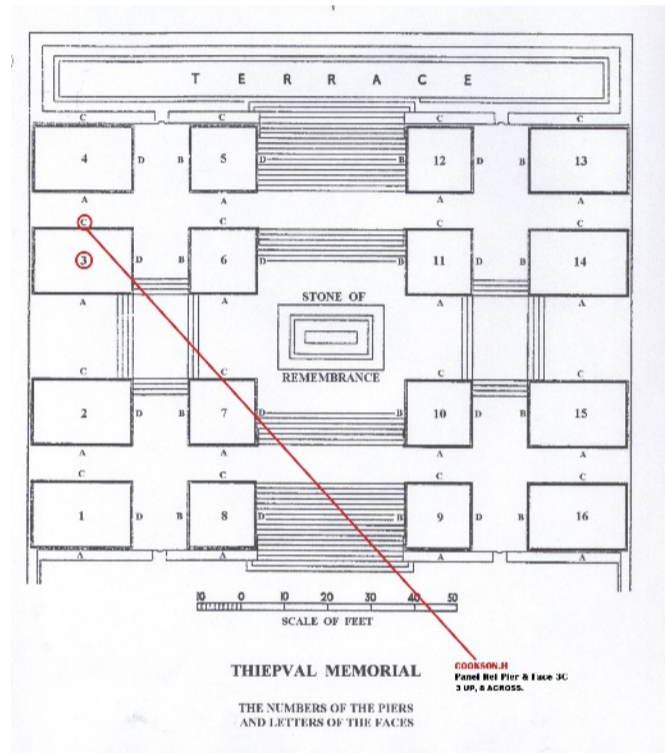 T E R R A C E
C C C C
4 D B 5 D B 12 D B 13
A A A A
C C C C
3 D B 6 D B 11 D B 14
A A A A
STONE OF
REMEMBRANCE
C C C C
2 D B 7 D B 10 D B 15
A A A A
C C C C
1 D B 8 D B 9 D B 16
A A A A
10 0 10 20 30 40 50
SCALE OF FEET
THIEPVAL MEMORIAL
THE NUMBERS OF THE PIERS
AND LETTERS OF THE FACES
COOKSON.H
Panel Ref Pier & Face 3C
3 UP, 8 ACROSS.